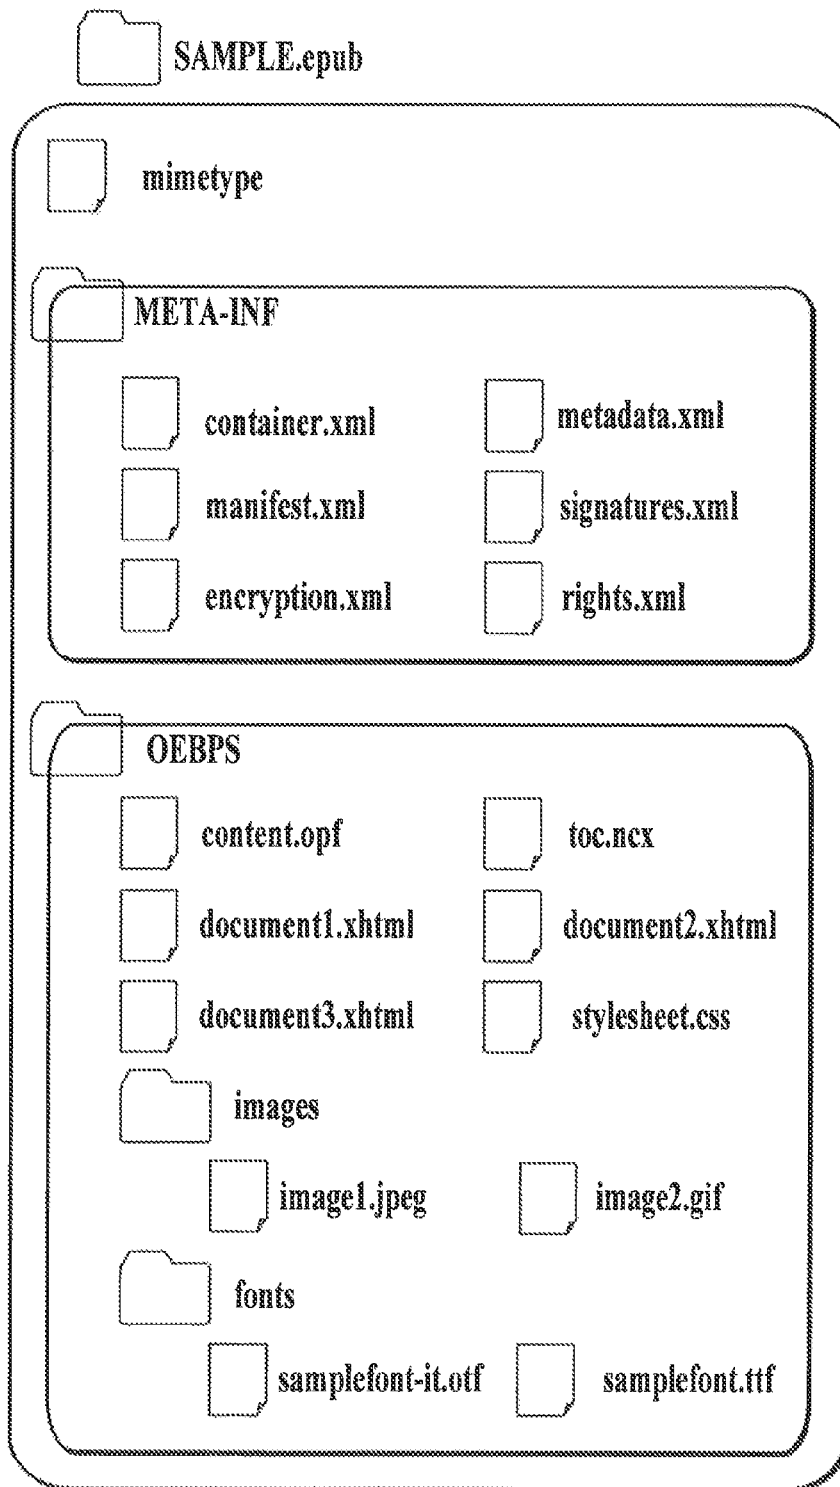 SAMPLE.epub
mimetype
META-INF
container.xml
metadata.xml
manifest.xml
signatures.xml
encryption.xml
rights.xml
OEBPS
content.opf
toc.ncx
document1.xhtml
document2.xhtml
document3.xhtml
stylesheet.css
images
image1.jpeg
image2.gif
fonts
samplefont-it.otf
samplefont.ttf